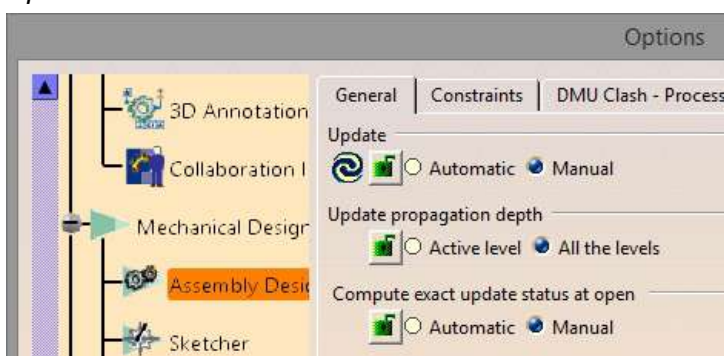 Options
3D Annotation
Collaboration I
Mechanical Design
Assembly Desi
Sketcher
General
Constraints
DMU Clash - Process
Update
Automatic
Manual
Update propagation depth
Active level
All the levels
Compute exact update status at open
Automatic
Manual